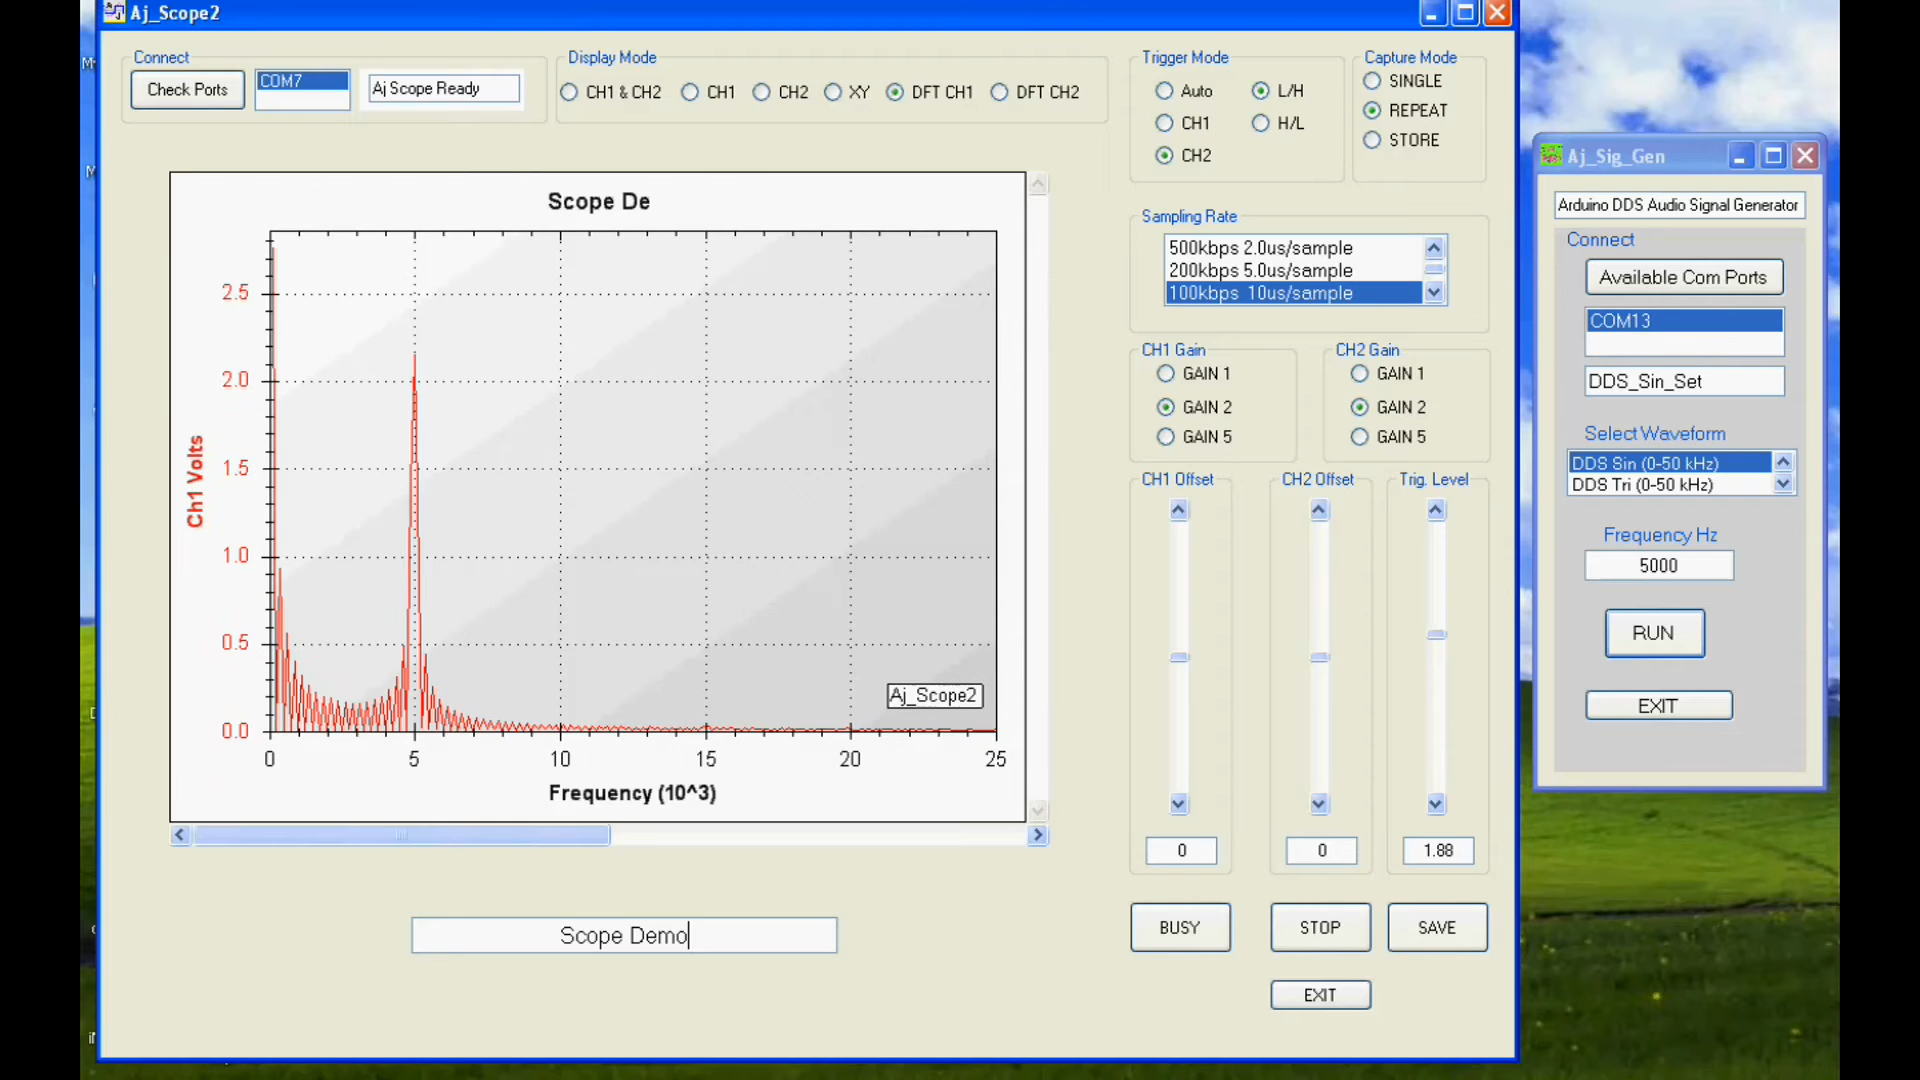 Aj_Scope2
Connect
Check Ports
COM7
Aj Scope Ready
Display Mode
CH1 & CH2
CH1
CH2
XY
DFT CH1
DFT CH2
Trigger Mode
Auto
L/H
CH1
H/L
CH2
Capture Mode
SINGLE
REPEAT
STORE
Scope De
2.5
2.0
1.5
1.0
0.5
0.0
Ch1 Volts
0 5 10 15 20 25
Frequency (10^3)
Aj_Scope2
Scope Demo
Sampling Rate
500kbps 2.0us/sample
200kbps 5.0us/sample
100kbps 10us/sample
CH1 Gain
GAIN 1
GAIN 2
GAIN 5
CH2 Gain
GAIN 1
GAIN 2
GAIN 5
CH1 Offset
0
CH2 Offset
0
Trig. Level
1.88
BUSY
STOP
SAVE
EXIT
Aj_Sig_Gen
Arduino DDS Audio Signal Generator
Connect
Available Com Ports
COM13
DDS_Sin_Set
Select Waveform
DDS Sin (0-50 kHz)
DDS Tri (0-50 kHz)
Frequency Hz
5000
RUN
EXIT